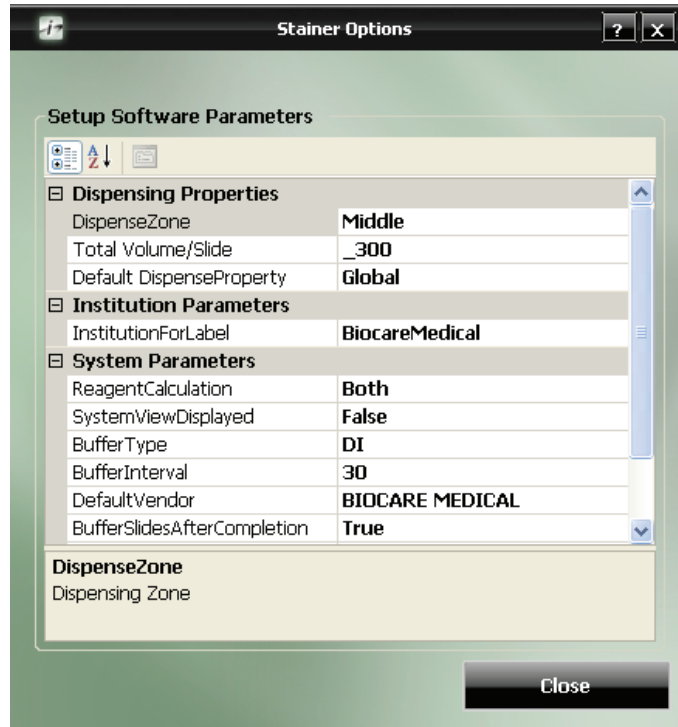 Stainer Options
? X
Setup Software Parameters
A
Z
Dispensing Properties
DispenseZone Middle
Total Volume/Slide _300
Default DispenseProperty Global
Institution Parameters
InstitutionForLabel BiocareMedical
System Parameters
ReagentCalculation Both
SystemViewDisplayed False
BufferType DI
BufferInterval 30
DefaultVendor BIOCARE MEDICAL
BufferSlidesAfterCompletion True
DispenseZone
Dispensing Zone
Close